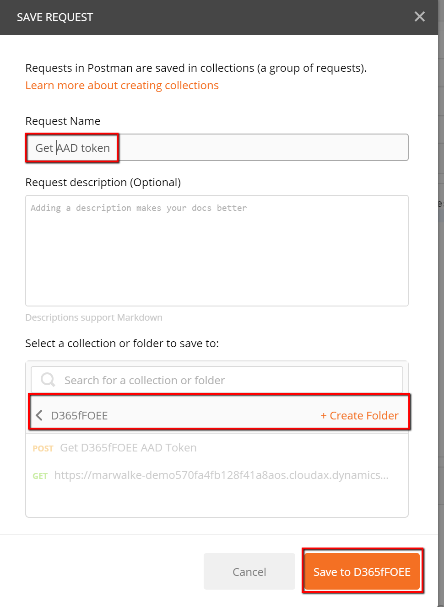 SAVE REQUEST
Requests in Postman are saved in collections (a group of requests).
Learn more about creating collections
Request Name
Get AAD token
Request description (Optional)
Adding a description makes your docs better
Descriptions support Markdown
Select a collection or folder to save to:
Search for a collection or folder
D365fFOEE + Create Folder
POST Get D365fFOEE AAD Token
GET https://marwalke-demo570fa4fb128f41a8aos.cloudax.dynamics...
Cancel Save to D365fFOEE